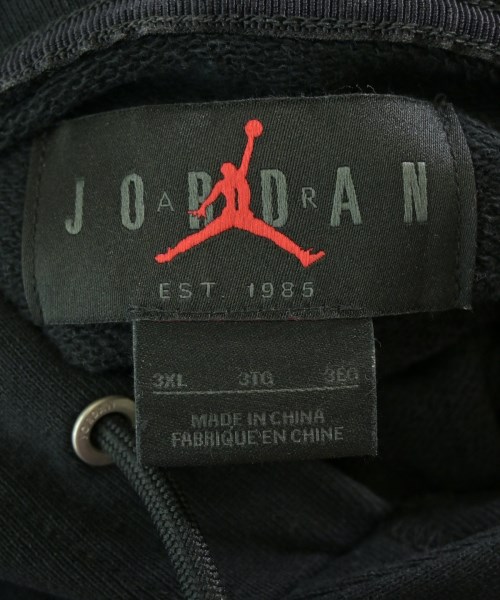 JORDAN
AIR
EST. 1985
3XL 3TG 3EG
MADE IN CHINA
FABRIQUÉ EN CHINE